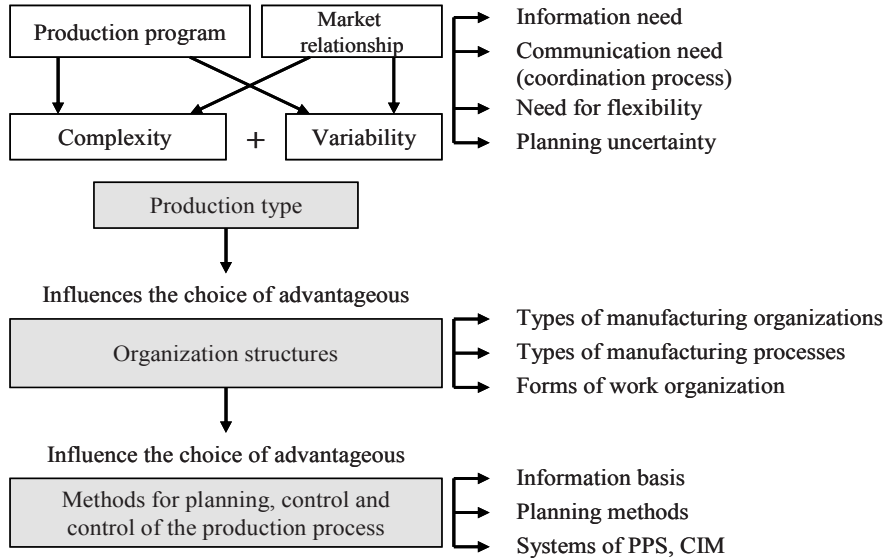 Production program
Market
relationship
Complexity
+
Variability
Information need
Communication need
(coordination process)
Need for flexibility
Planning uncertainty
Production type
Influences the choice of advantageous
Organization structures
Types of manufacturing organizations
Types of manufacturing processes
Forms of work organization
Influence the choice of advantageous
Methods for planning, control and
control of the production process
Information basis
Planning methods
Systems of PPS, CIM